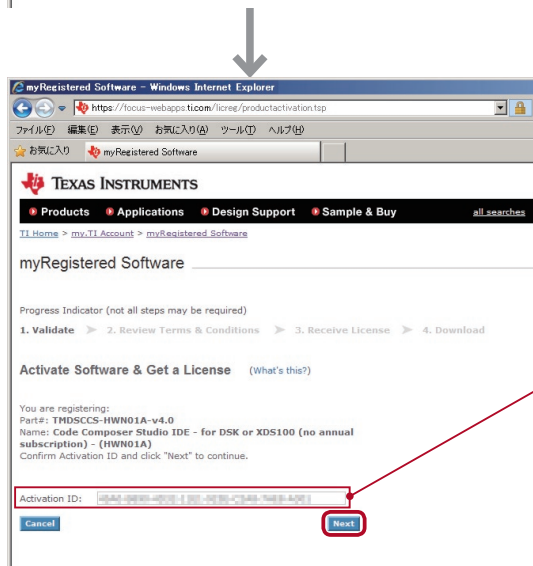 myRegistered Software - Windows Internet Explorer
https://focus-webapps.ti.com/licreg/productactivation.tsp
ファイル(F) 編集(E) 表示(V) お気に入り(A) ツール(T) ヘルプ(H)
お気に入り myRegistered Software
TEXAS INSTRUMENTS
Products Applications Design Support Sample & Buy all searches
TI Home > my.TI Account > myRegistered Software
myRegistered Software
Progress Indicator (not all steps may be required)
1. Validate > 2. Review Terms & Conditions > 3. Receive License > 4. Download
Activate Software & Get a License (What's this?)
You are registering:
Part#: TMDSCCS-HWN01A-v4.0
Name: Code Composer Studio IDE - for DSK or XDS100 (no annual
subscription) - (HWN01A)
Confirm Activation ID and click "Next" to continue.
Activation ID:
Cancel Next